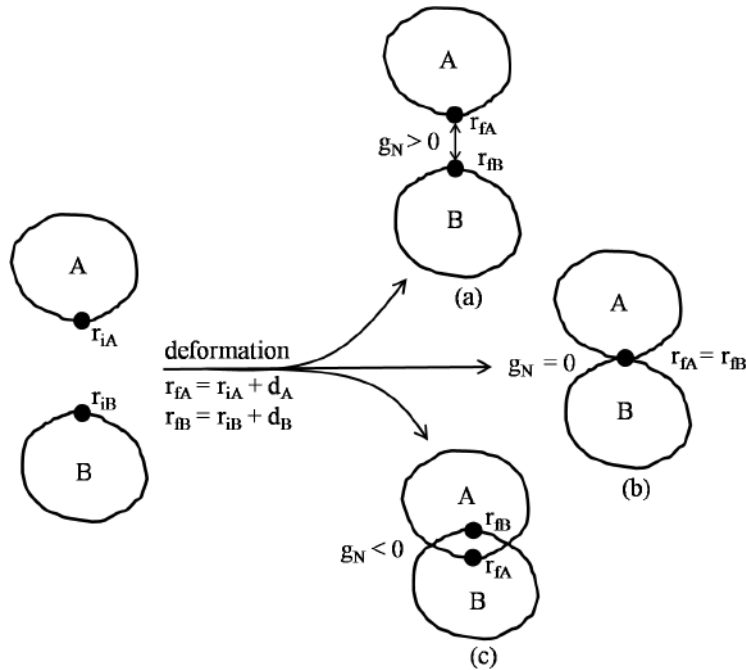 A
r_iA
r_iB
B
deformation
r_fA = r_iA + d_A
r_fB = r_iB + d_B
A
r_fA
g_N > 0
r_fB
B
(a)
A
g_N = 0
r_fA = r_fB
B
(b)
A
r_fB
g_N < 0
r_fA
B
(c)